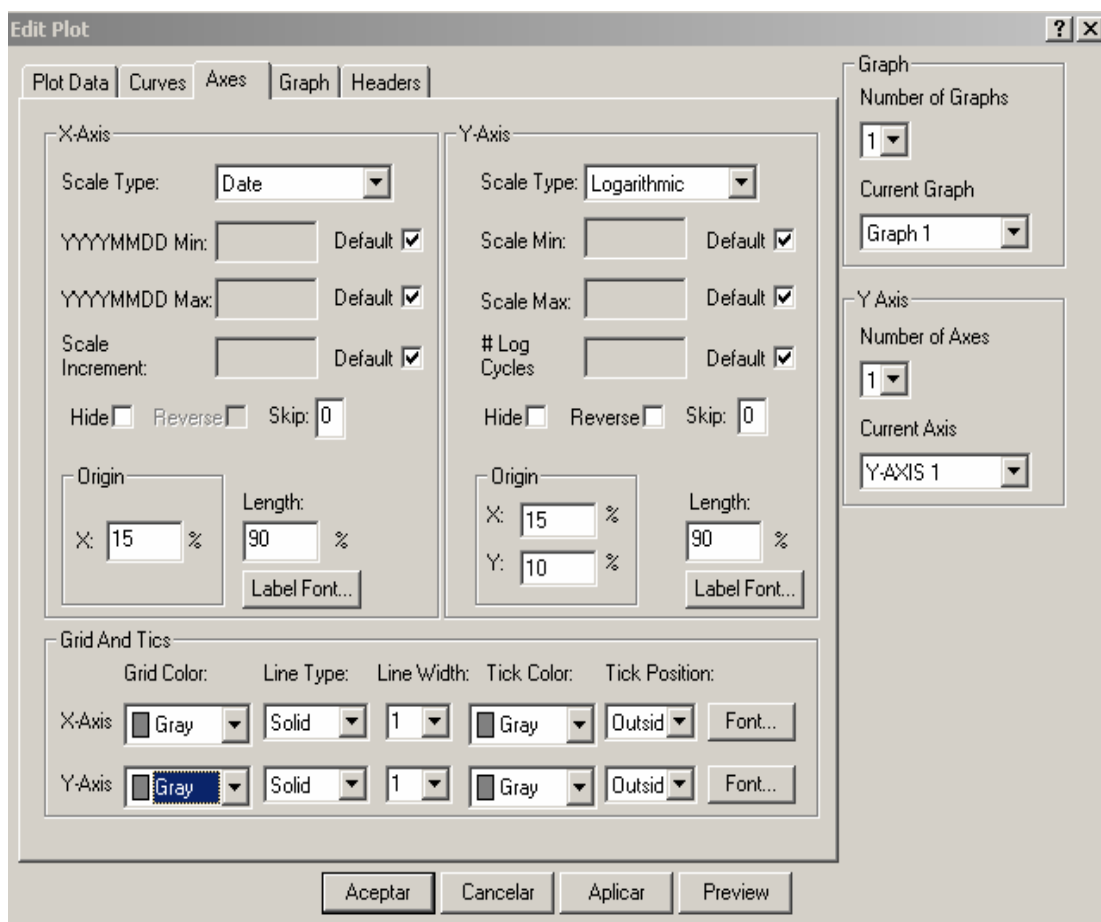 Edit Plot
Plot Data Curves Axes Graph Headers
X-Axis
Scale Type: Date
YYYYMMDD Min: Default
YYYYMMDD Max: Default
Scale
Increment: Default
Hide Reverse Skip: 0
Origin
X: 15 %
Length:
90 %
Label Font...
Y-Axis
Scale Type: Logarithmic
Scale Min: Default
Scale Max: Default
# Log
Cycles Default
Hide Reverse Skip: 0
Origin
X: 15 %
Y: 10 %
Length:
90 %
Label Font...
Grid And Tics
Grid Color: Line Type: Line Width: Tick Color: Tick Position:
X-Axis Gray Solid 1 Gray Outsid Font...
Y-Axis Gray Solid 1 Gray Outsid Font...
Graph
Number of Graphs
1
Current Graph
Graph 1
Y Axis
Number of Axes
1
Current Axis
Y-AXIS 1
Aceptar Cancelar Aplicar Preview